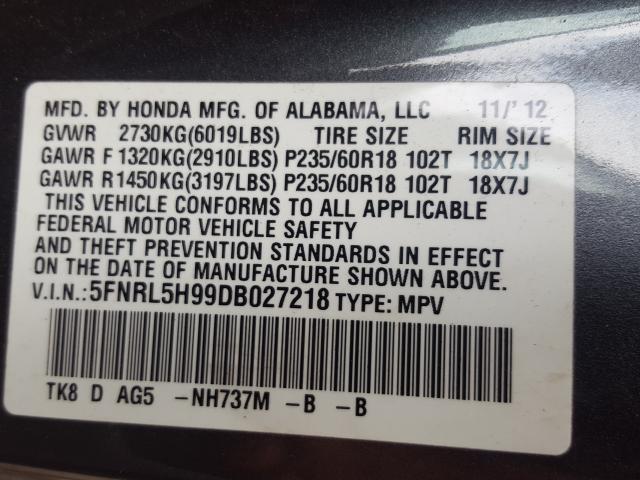 MFD. BY HONDA MFG. OF ALABAMA, LLC 11/'12
GVWR 2730KG(6019LBS) TIRE SIZE RIM SIZE
GAWR F 1320KG(2910LBS) P235/60R18 102T 18X7J
GAWR R1450KG(3197LBS) P235/60R18 102T 18X7J
THIS VEHICLE CONFORMS TO ALL APPLICABLE
FEDERAL MOTOR VEHICLE SAFETY
AND THEFT PREVENTION STANDARDS IN EFFECT
ON THE DATE OF MANUFACTURE SHOWN ABOVE.
V.I.N.:5FNRL5H99DB027218 TYPE: MPV
TK8 D AG5 -NH737M -B -B